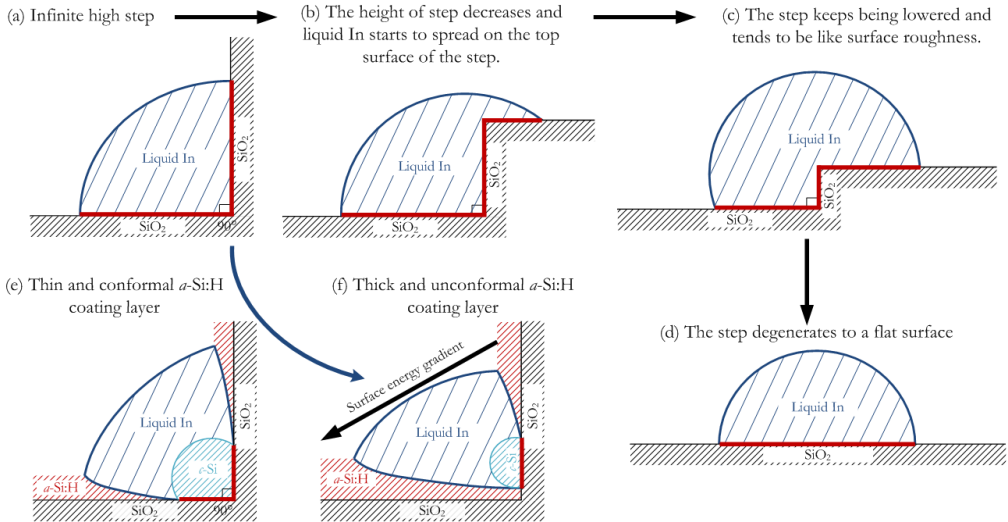 (a) Infinite high step
(b) The height of step decreases and
liquid In starts to spread on the top
surface of the step.
(c) The step keeps being lowered and
tends to be like surface roughness.
Liquid In
SiO2
SiO2
90°
Liquid In
SiO2
SiO2
Liquid In
SiO2
SiO2
(e) Thin and conformal a-Si:H
coating layer
(f) Thick and unconformal a-Si:H
coating layer
(d) The step degenerates to a flat surface
Liquid In
SiO2
c-Si
a-Si:H
SiO2
90°
Surface energy gradient
Liquid In
SiO2
c-Si
a-Si:H
SiO2
Liquid In
SiO2